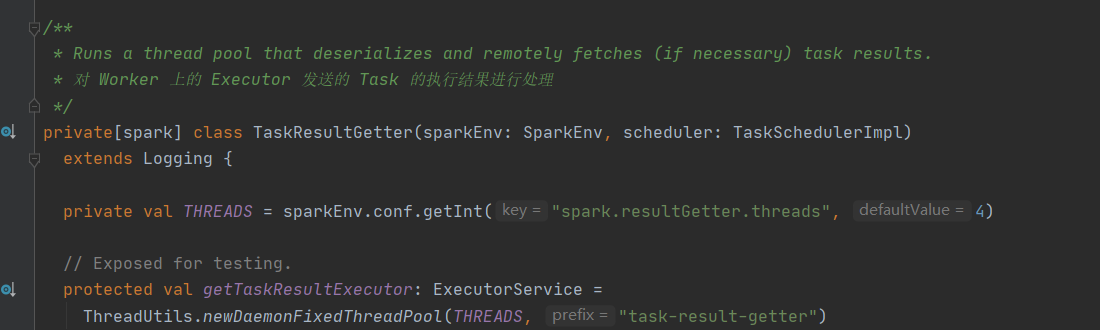 /**
* Runs a thread pool that deserializes and remotely fetches (if necessary) task results.
* 对 Worker 上的 Executor 发送的 Task 的执行结果进行处理
*/
private[spark] class TaskResultGetter(sparkEnv: SparkEnv, scheduler: TaskSchedulerImpl)
extends Logging {
private val THREADS = sparkEnv.conf.getInt( key = "spark.resultGetter.threads", defaultValue = 4)
// Exposed for testing.
protected val getTaskResultExecutor: ExecutorService =
ThreadUtils.newDaemonFixedThreadPool(THREADS, prefix = "task-result-getter")